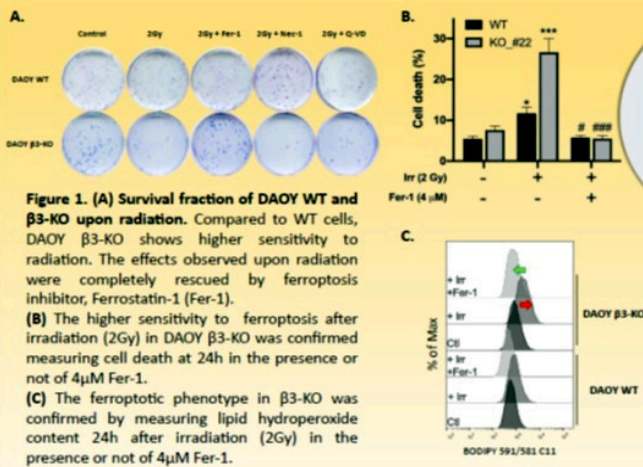 A.
Control 2Gy 2Gy + Fer-1 2Gy + Nec-1 2Gy + Q-VD
DAOY WT
DAOY β3-KO
Figure 1. (A) Survival fraction of DAOY WT and
β3-KO upon radiation. Compared to WT cells,
DAOY β3-KO shows higher sensitivity to
radiation. The effects observed upon radiation
were completely rescued by ferroptosis
inhibitor, Ferrostatin-1 (Fer-1).
(B) The higher sensitivity to ferroptosis after
irradiation (2Gy) in DAOY β3-KO was confirmed
measuring cell death at 24h in the presence or
not of 4μM Fer-1.
(C) The ferroptotic phenotype in β3-KO was
confirmed by measuring lipid hydroperoxide
content 24h after irradiation (2Gy) in the
presence or not of 4μM Fer-1.
B.
WT
KO_#22
***
*
# ###
Cell death (%)
30
20
10
0
Irr (2 Gy) - + +
Fer-1 (4 μM) - - +
C.
% of Max
+ Irr
+Fer-1
+ Irr
Ctl
+ Irr
+Fer-1
+ Irr
Ctl
DAOY β3-KO
DAOY WT
BODIPY 591/581 C11